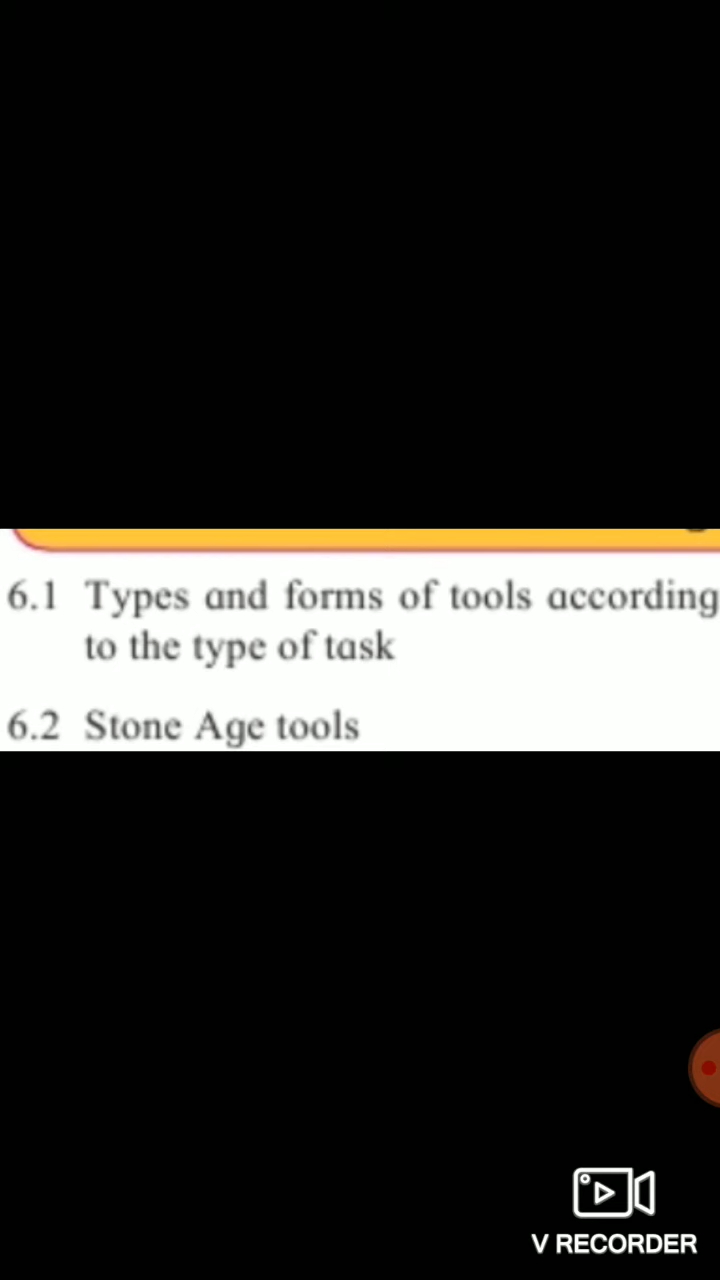 6.1 Types and forms of tools according
to the type of task
6.2 Stone Age tools
V RECORDER